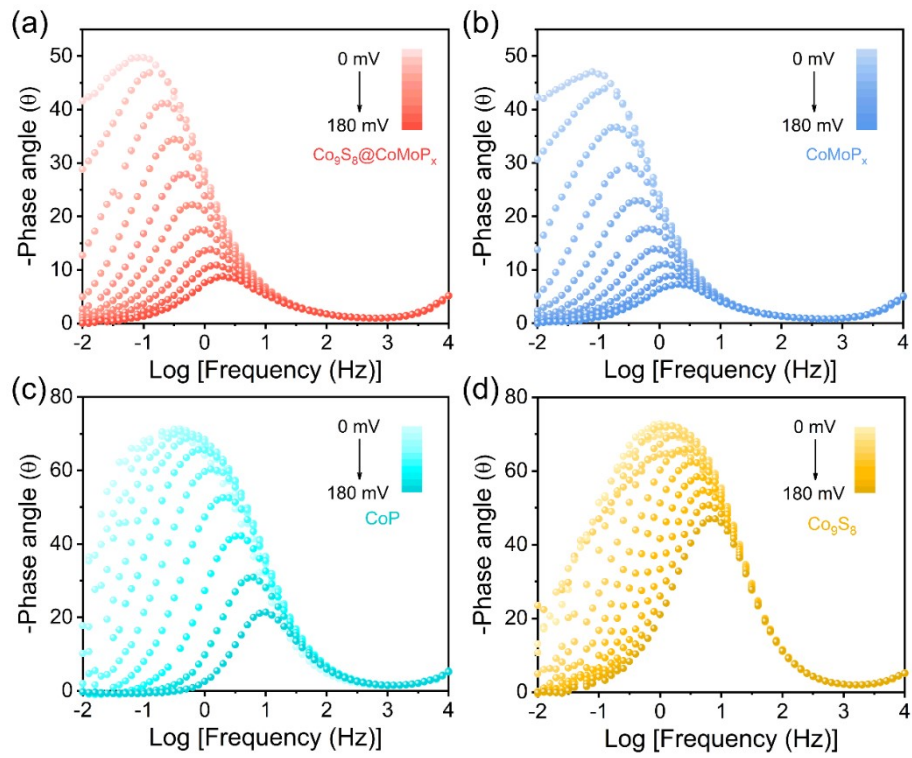 (a)
50
40
30
20
10
0
-Phase angle (θ)
-2 -1 0 1 2 3 4
Log [Frequency (Hz)]
0 mV
180 mV
Co₉S₈@CoMoPₓ
(b)
50
40
30
20
10
0
-Phase angle (θ)
-2 -1 0 1 2 3 4
Log [Frequency (Hz)]
0 mV
180 mV
CoMoPₓ
(c)
80
60
40
20
0
-Phase angle (θ)
-2 -1 0 1 2 3 4
Log [Frequency (Hz)]
0 mV
180 mV
CoP
(d)
80
60
40
20
0
-Phase angle (θ)
-2 -1 0 1 2 3 4
Log [Frequency (Hz)]
0 mV
180 mV
Co₉S₈